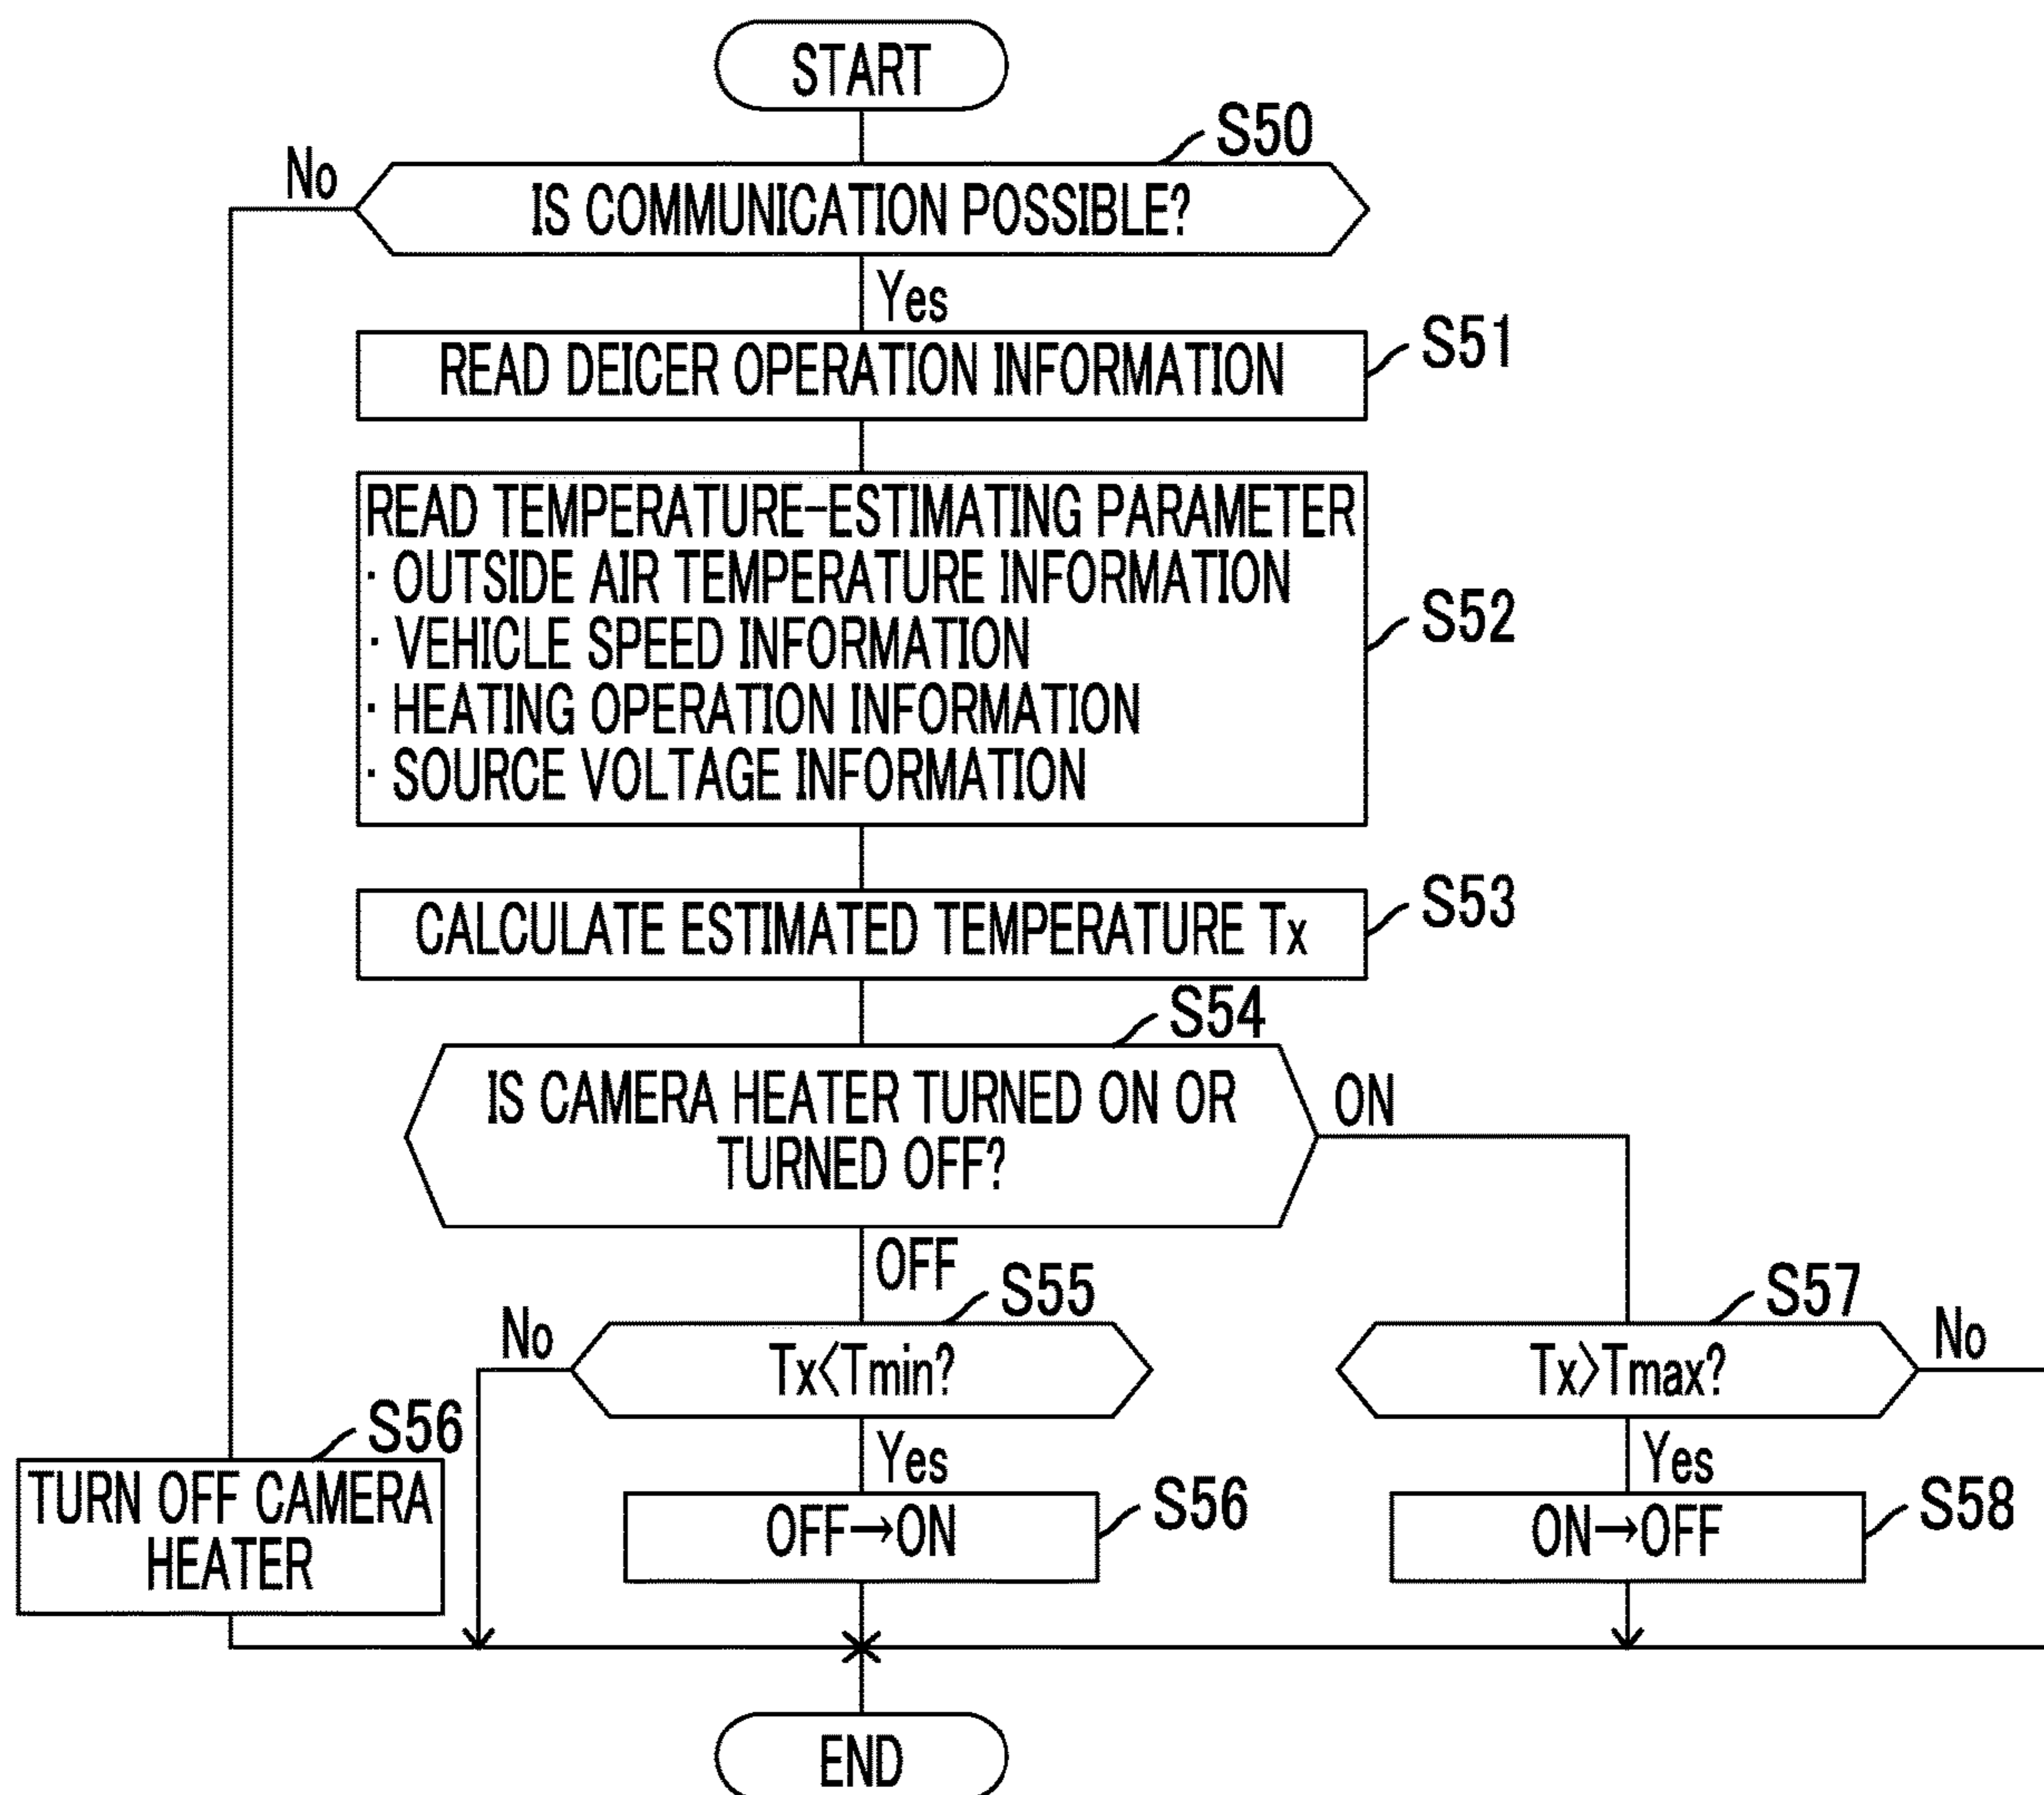 START
S50
No
IS COMMUNICATION POSSIBLE?
Yes
READ DEICER OPERATION INFORMATION
S51
READ TEMPERATURE-ESTIMATING PARAMETER
· OUTSIDE AIR TEMPERATURE INFORMATION
· VEHICLE SPEED INFORMATION
· HEATING OPERATION INFORMATION
· SOURCE VOLTAGE INFORMATION
S52
CALCULATE ESTIMATED TEMPERATURE Tx
S53
S54
IS CAMERA HEATER TURNED ON OR
TURNED OFF?
ON
OFF
S55
No
Tx<Tmin?
Yes
S57
Tx>Tmax?
No
Yes
S56
TURN OFF CAMERA
HEATER
OFF→ON
S56
ON→OFF
S58
END